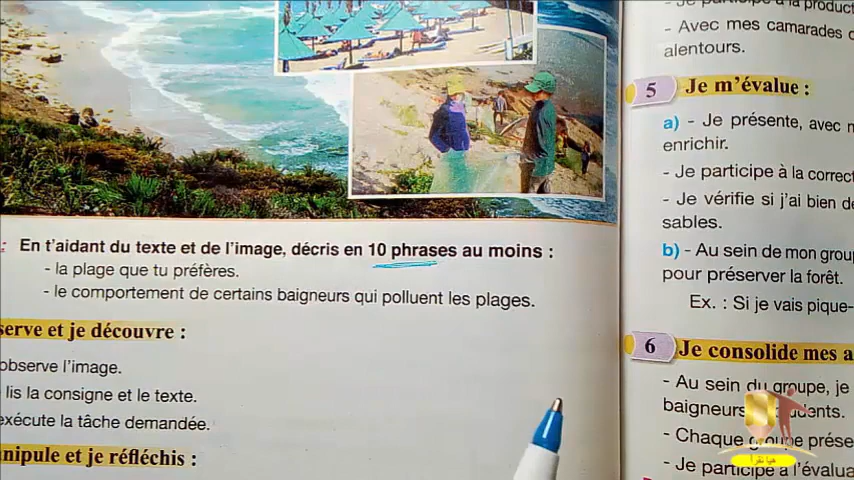 : En t'aidant du texte et de l'image, décris en 10 phrases au moins :
- la plage que tu préfères.
- le comportement de certains baigneurs qui polluent les plages.
serve et je découvre :
observe l'image.
lis la consigne et le texte.
exécute la tâche demandée.
nipule et je réfléchis :
- Avec mes camarades
alentours.
5 Je m'évalue :
a) - Je présente, avec
enrichir.
- Je participe à la correct
- Je vérifie si j'ai bien
sables.
b) - Au sein de mon grou
pour préserver la forêt.
Ex. : Si je vais pique-
6 Je consolide mes a
- Au sein du groupe, je
baigneurs
- Chaque groupe prése
- Je participe à l'évalua
هيا نقرأ